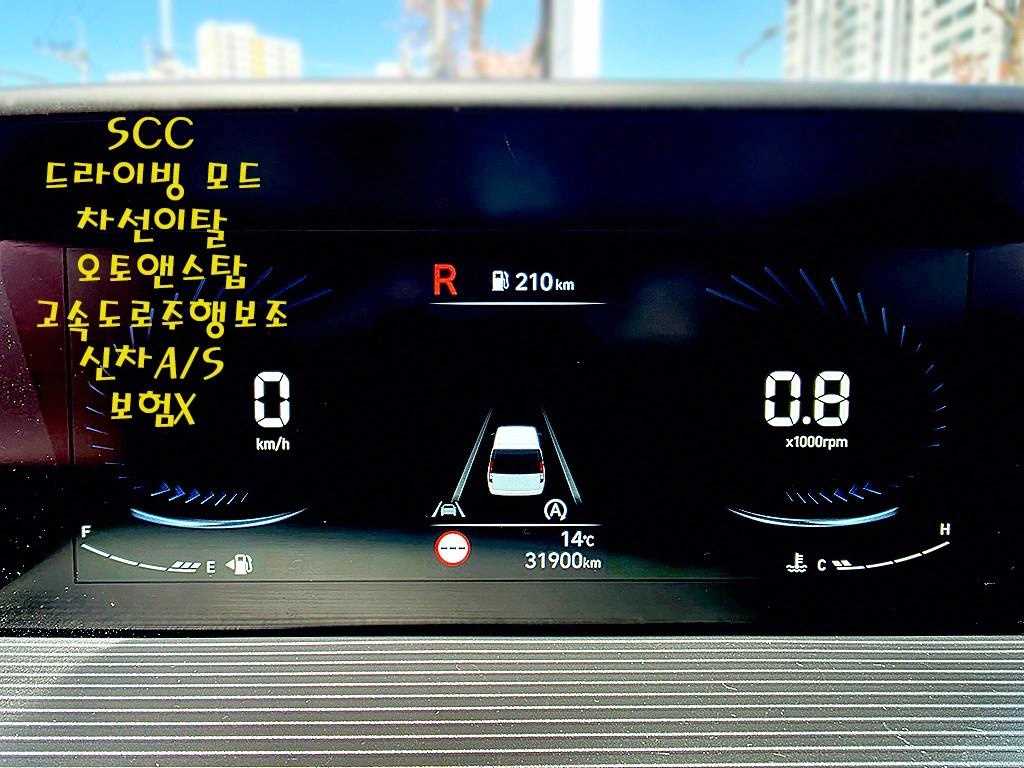 SCC
드라이빙 모드
차선이탈
오토앤스탑
고속도로주행보조
신차A/S
보험X
R 210km
0
km/h
0.8
x1000rpm
A
F
E
14℃
31900km
---
H
C